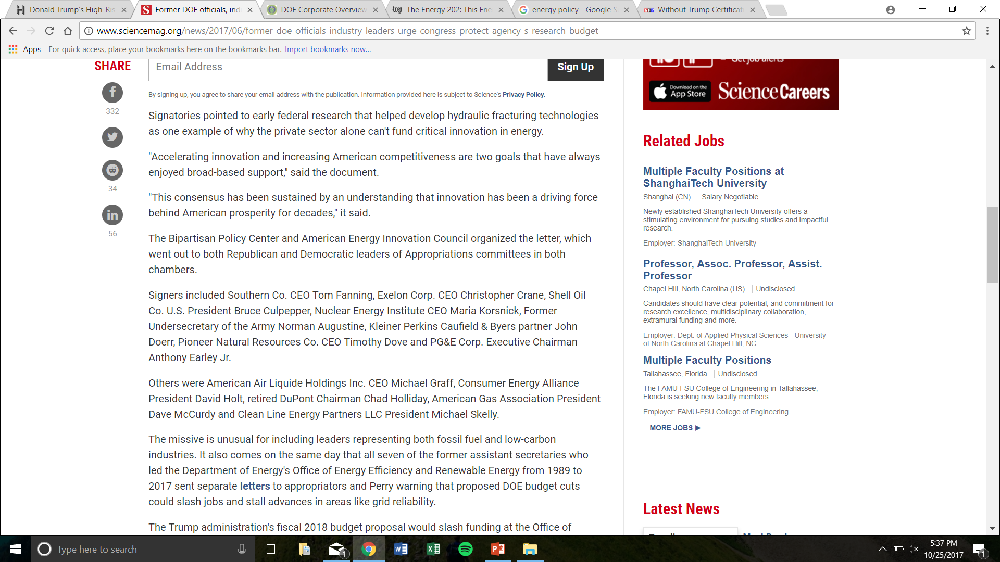 Donald Trump's High-Ris
Former DOE officials, ind
DOE Corporate Overview
wp The Energy 202: This Ene
energy policy - Google S
npr Without Trump Certificat
www.sciencemag.org/news/2017/06/former-doe-officials-industry-leaders-urge-congress-protect-agency-s-research-budget
Apps For quick access, place your bookmarks here on the bookmarks bar. Import bookmarks now...
SHARE
332
34
56
Email Address Sign Up
By signing up, you agree to share your email address with the publication. Information provided here is subject to Science's Privacy Policy.
Signatories pointed to early federal research that helped develop hydraulic fracturing technologies
as one example of why the private sector alone can't fund critical innovation in energy.
"Accelerating innovation and increasing American competitiveness are two goals that have always
enjoyed broad-based support," said the document.
"This consensus has been sustained by an understanding that innovation has been a driving force
behind American prosperity for decades," it said.
The Bipartisan Policy Center and American Energy Innovation Council organized the letter, which
went out to both Republican and Democratic leaders of Appropriations committees in both
chambers.
Signers included Southern Co. CEO Tom Fanning, Exelon Corp. CEO Christopher Crane, Shell Oil
Co. U.S. President Bruce Culpepper, Nuclear Energy Institute CEO Maria Korsnick, Former
Undersecretary of the Army Norman Augustine, Kleiner Perkins Caufield & Byers partner John
Doerr, Pioneer Natural Resources Co. CEO Timothy Dove and PG&E Corp. Executive Chairman
Anthony Earley Jr.
Others were American Air Liquide Holdings Inc. CEO Michael Graff, Consumer Energy Alliance
President David Holt, retired DuPont Chairman Chad Holliday, American Gas Association President
Dave McCurdy and Clean Line Energy Partners LLC President Michael Skelly.
The missive is unusual for including leaders representing both fossil fuel and low-carbon
industries. It also comes on the same day that all seven of the former assistant secretaries who
led the Department of Energy's Office of Energy Efficiency and Renewable Energy from 1989 to
2017 sent separate letters to appropriators and Perry warning that proposed DOE budget cuts
could slash jobs and stall advances in areas like grid reliability.
The Trump administration's fiscal 2018 budget proposal would slash funding at the Office of
Get job alerts
Download on the
App Store
ScienceCareers
Related Jobs
Multiple Faculty Positions at
ShanghaiTech University
Shanghai (CN) Salary Negotiable
Newly established ShanghaiTech University offers a
stimulating environment for pursuing studies and impactful
research.
Employer: ShanghaiTech University
Professor, Assoc. Professor, Assist.
Professor
Chapel Hill, North Carolina (US) Undisclosed
Candidates should have clear potential, and commitment for
research excellence, multidisciplinary collaboration,
extramural funding and more.
Employer: Dept. of Applied Physical Sciences - University
of North Carolina at Chapel Hill, NC
Multiple Faculty Positions
Tallahassee, Florida Undisclosed
The FAMU-FSU College of Engineering in Tallahassee,
Florida is seeking new faculty members.
Employer: FAMU-FSU College of Engineering
MORE JOBS ▶
Latest News
Type here to search
1
5:37 PM
10/25/2017
1